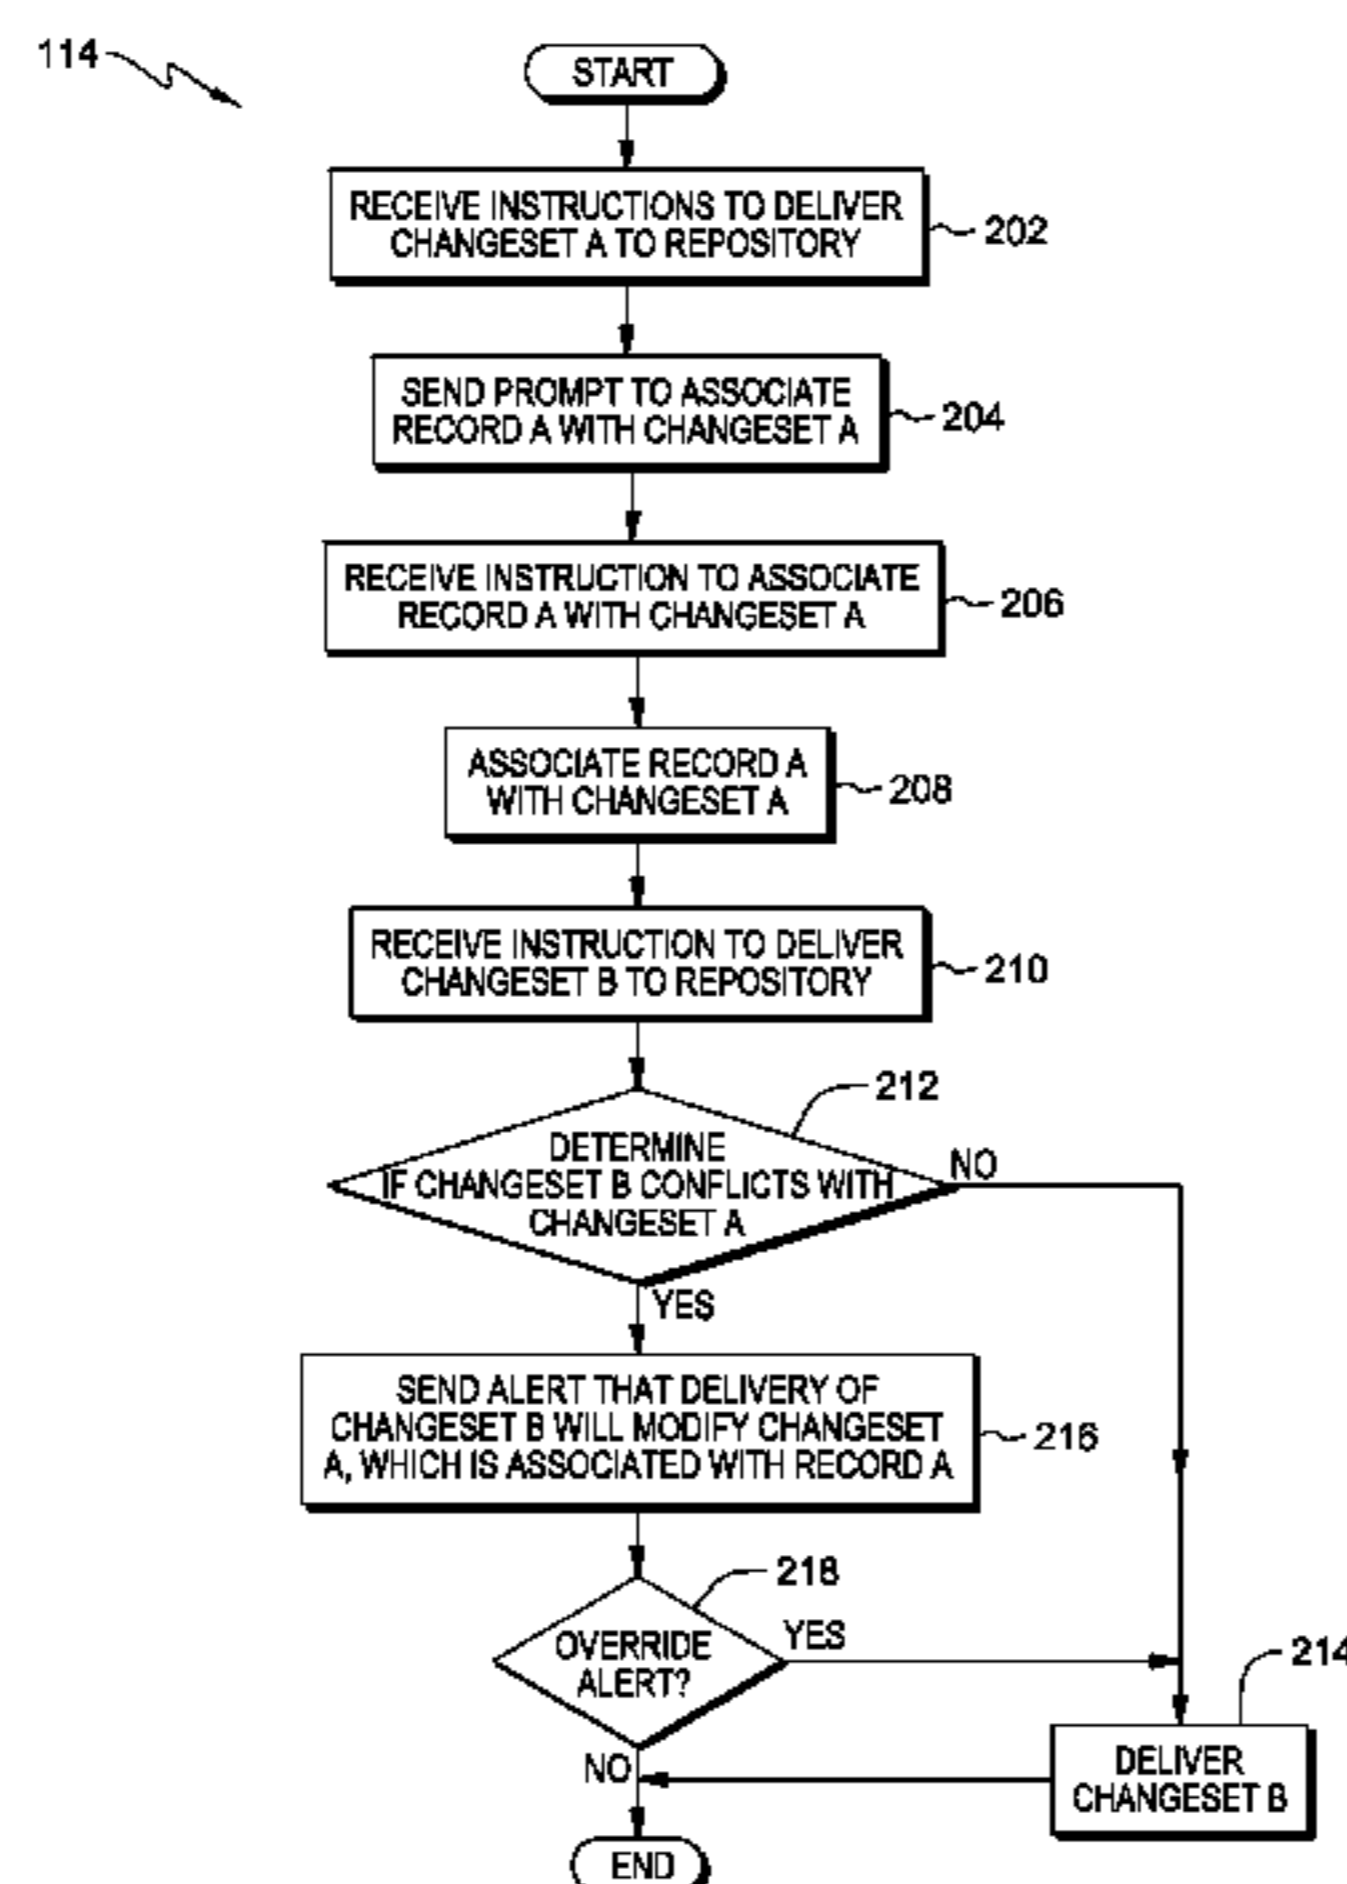 114
START
RECEIVE INSTRUCTIONS TO DELIVER
CHANGESET A TO REPOSITORY
202
SEND PROMPT TO ASSOCIATE
RECORD A WITH CHANGESET A
204
RECEIVE INSTRUCTION TO ASSOCIATE
RECORD A WITH CHANGESET A
206
ASSOCIATE RECORD A
WITH CHANGESET A
208
RECEIVE INSTRUCTION TO DELIVER
CHANGESET B TO REPOSITORY
210
212
DETERMINE
IF CHANGESET B CONFLICTS WITH
CHANGESET A
NO
YES
SEND ALERT THAT DELIVERY OF
CHANGESET B WILL MODIFY CHANGESET
A, WHICH IS ASSOCIATED WITH RECORD A
216
218
OVERRIDE
ALERT?
YES
214
NO
DELIVER
CHANGESET B
END